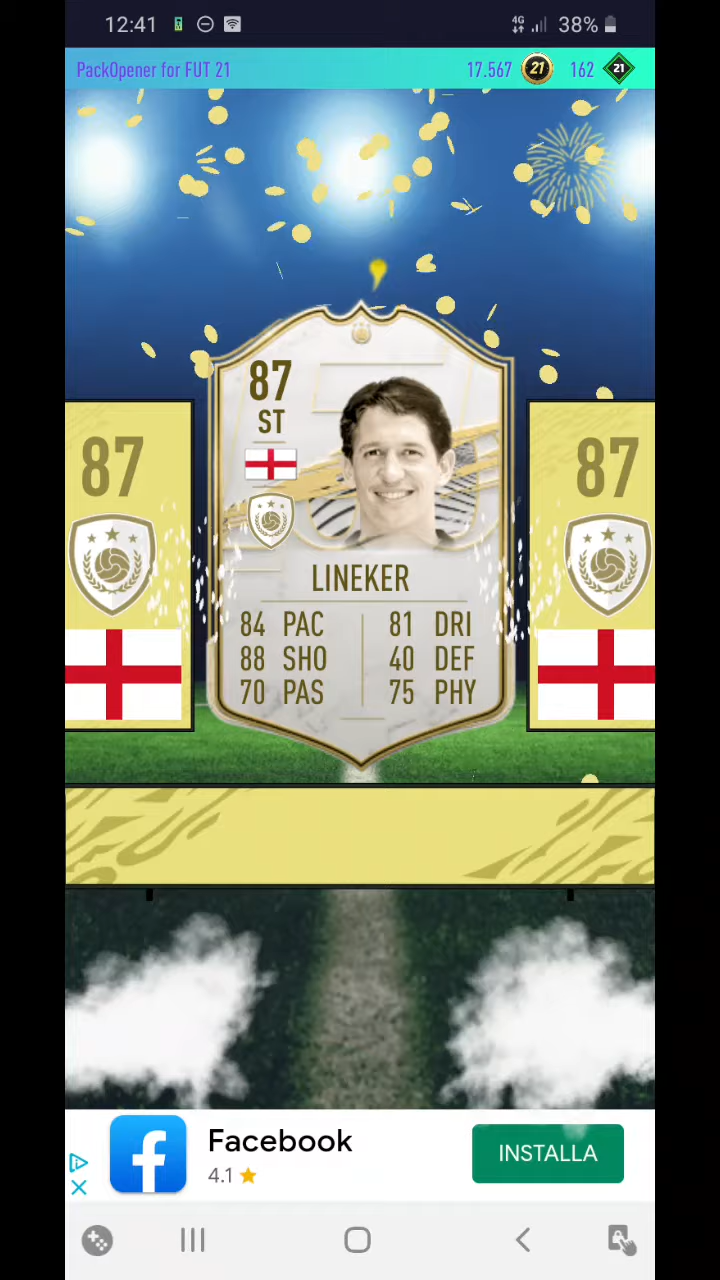 12:41 4G 38%
PackOpener for FUT 21 17.567 21 162 21
87
ST
87 87
LINEKER
84 PAC 81 DRI
88 SHO 40 DEF
70 PAS 75 PHY
Facebook
4.1
INSTALLA